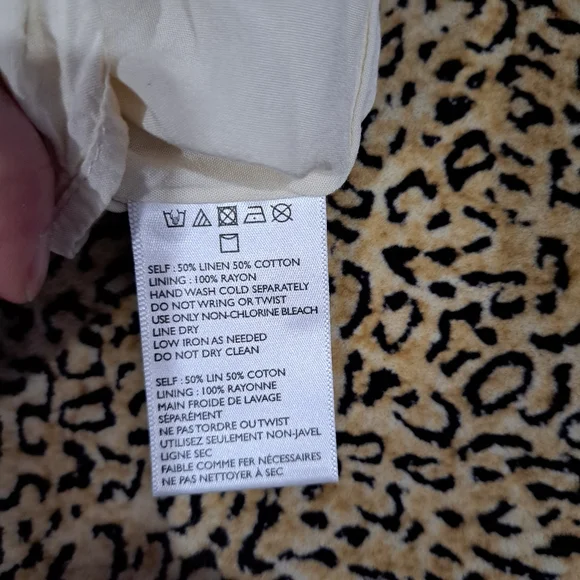 SELF : 50% LINEN 50% COTTON
LINING : 100% RAYON
HAND WASH COLD SEPARATELY
DO NOT WRING OR TWIST
USE ONLY NON-CHLORINE BLEACH
LINE DRY
LOW IRON AS NEEDED
DO NOT DRY CLEAN
SELF : 50% LIN 50% COTON
LINING : 100% RAYONNE
MAIN FROIDE DE LAVAGE
SÉPARÉMENT
NE PAS TORDRE OU TWIST
UTILISEZ SEULEMENT NON-JAVEL
LIGNE SEC
FAIBLE COMME FER NÉCESSAIRES
NE PAS NETTOYER À SEC